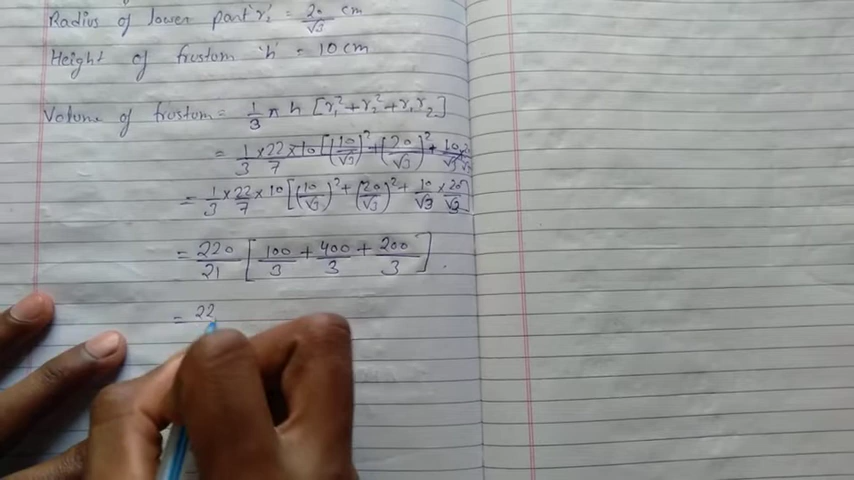 Radius of lower part 'r₂' = 20/√3 cm
Height of frustom 'h' = 10 cm
Volume of frustom = 1/3 π h [r₁² + r₂² + r₁r₂]
= 1/3 × 22/7 × 10 [(10/√3)² + (20/√3)² + 10/√3 × 20/√3
= 1/3 × 22/7 × 10 [(10/√3)² + (20/√3)² + 10/√3 × 20/√3]
= 220/21 [100/3 + 400/3 + 200/3].
= 22